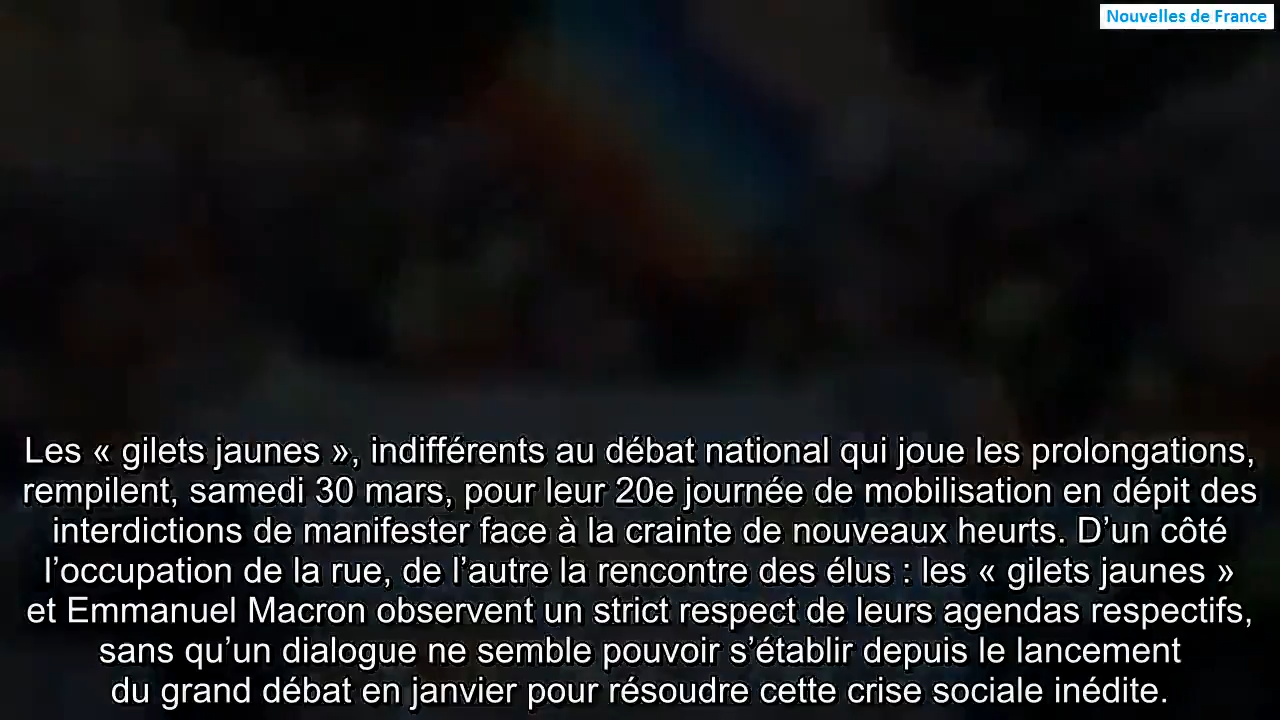 Nouvelles de France
Les « gilets jaunes », indifférents au débat national qui joue les prolongations,
rempilent, samedi 30 mars, pour leur 20e journée de mobilisation en dépit des
interdictions de manifester face à la crainte de nouveaux heurts. D’un côté
l’occupation de la rue, de l’autre la rencontre des élus : les « gilets jaunes »
et Emmanuel Macron observent un strict respect de leurs agendas respectifs,
sans qu’un dialogue ne semble pouvoir s’établir depuis le lancement
du grand débat en janvier pour résoudre cette crise sociale inédite.